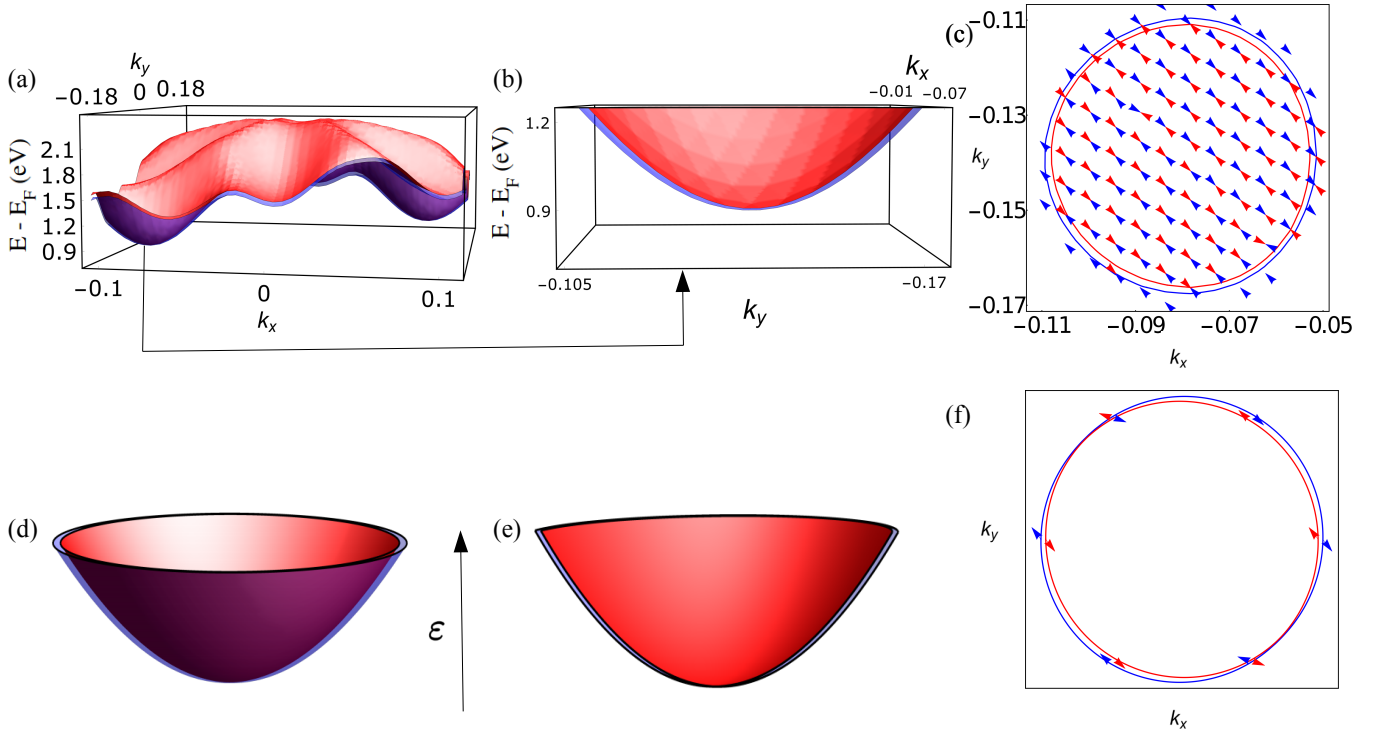 (a)
k_y
−0.18 0 0.18
E - E_F (eV)
2.1
1.8
1.5
1.2
0.9
−0.1
0
0.1
k_x
(b)
k_x
−0.01 −0.07
E - E_F (eV)
1.2
0.9
−0.105
−0.17
k_y
(c)
−0.11
−0.13
k_y
−0.15
−0.17
−0.11 −0.09 −0.07 −0.05
k_x
(d)
ε
(e)
(f)
k_y
k_x